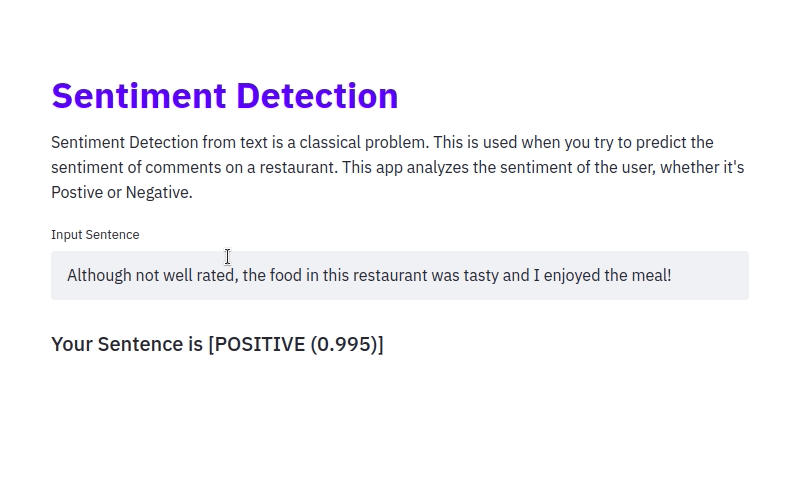 Sentiment Detection
Sentiment Detection from text is a classical problem. This is used when you try to predict the
sentiment of comments on a restaurant. This app analyzes the sentiment of the user, whether it's
Postive or Negative.
Input Sentence
Although not well rated, the food in this restaurant was tasty and I enjoyed the meal!
Your Sentence is [POSITIVE (0.995)]